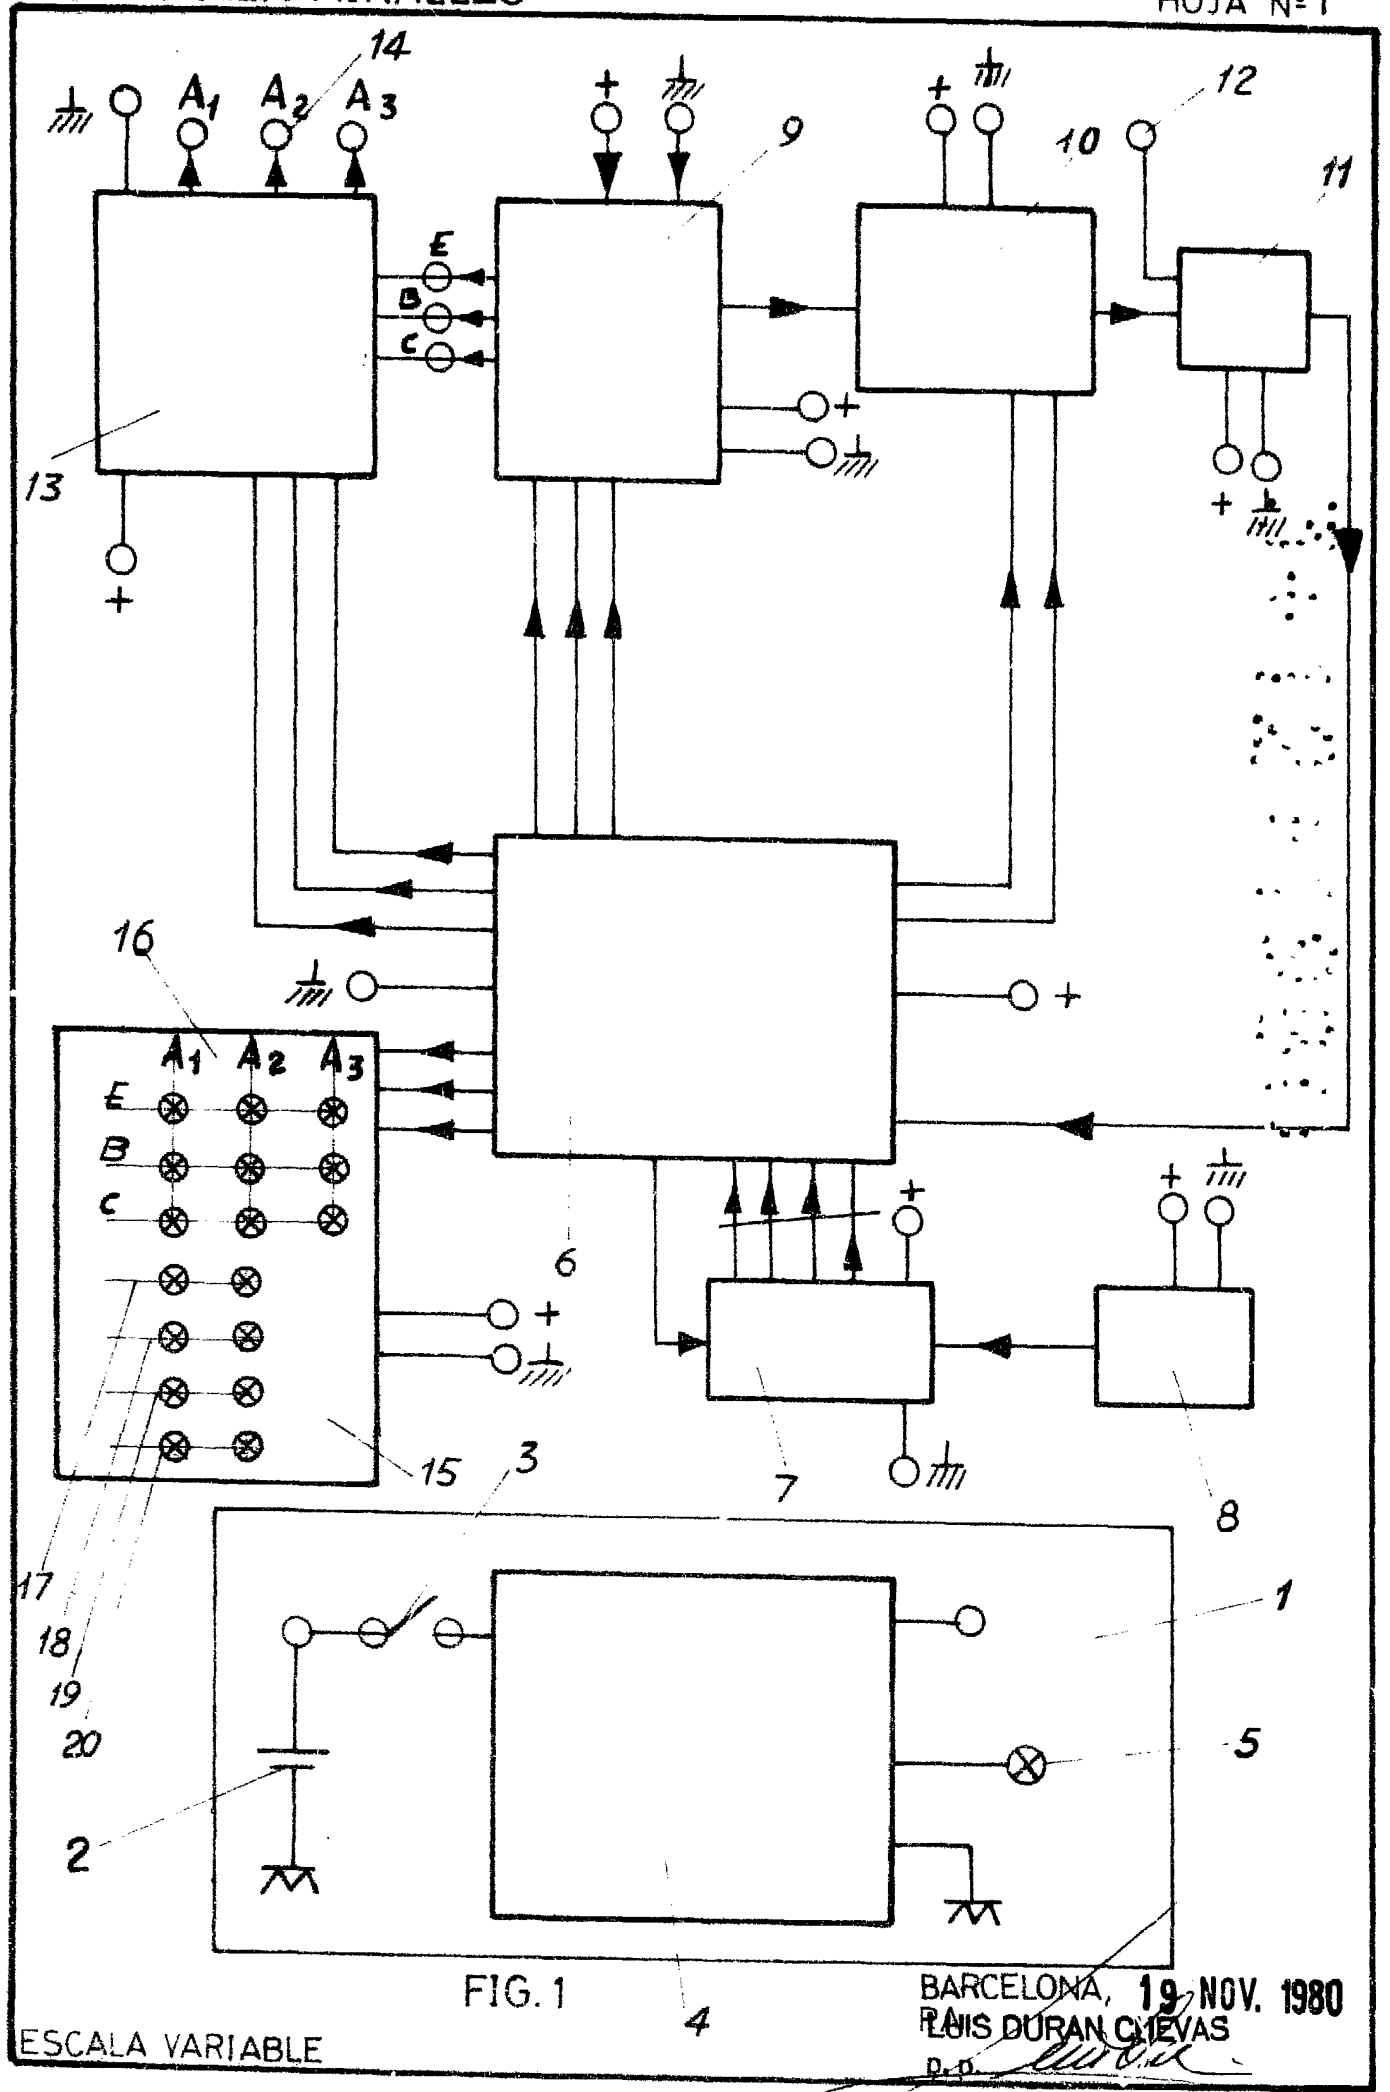 HOJA Nº 1
14
A1 A2 A3
+
9
+
12
10
11
E
B
C
+
13
+
+
16
+
A1 A2 A3
E
B
C
+
+
6
+
15
3
7
8
17
1
18
19
20
5
2
FIG. 1
4
BARCELONA, 19 NOV. 1980
P.A.
LUIS DURAN CUEVAS
p. p.
ESCALA VARIABLE